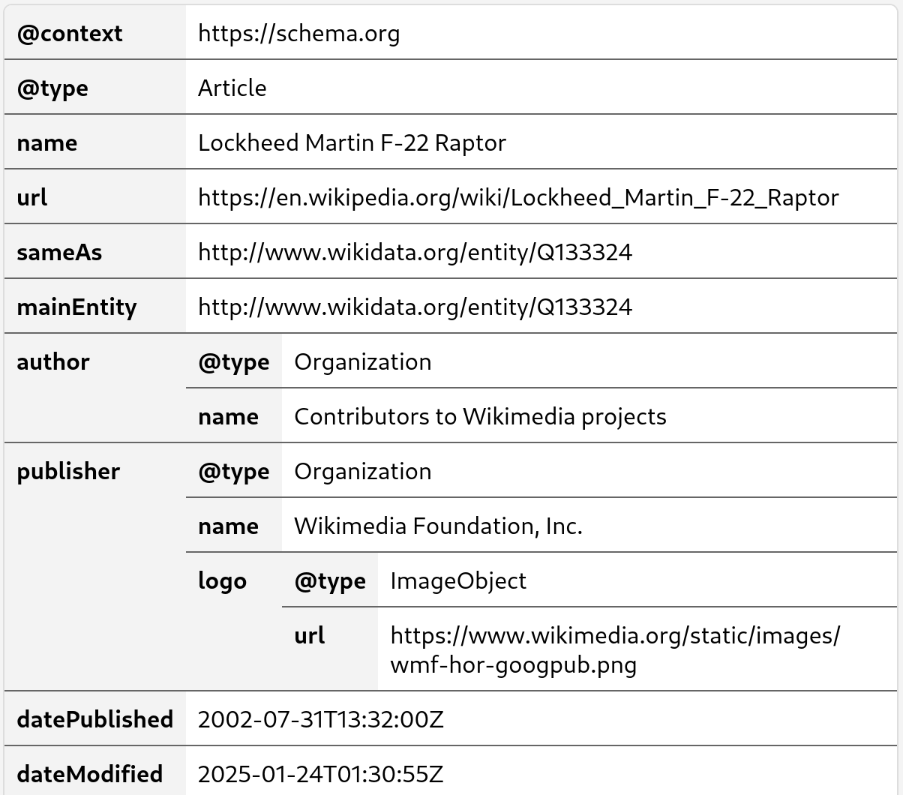 @context https://schema.org
@type Article
name Lockheed Martin F-22 Raptor
url https://en.wikipedia.org/wiki/Lockheed_Martin_F-22_Raptor
sameAs http://www.wikidata.org/entity/Q133324
mainEntity http://www.wikidata.org/entity/Q133324
author @type Organization
name Contributors to Wikimedia projects
publisher @type Organization
name Wikimedia Foundation, Inc.
logo @type ImageObject
url https://www.wikimedia.org/static/images/
wmf-hor-googpub.png
datePublished 2002-07-31T13:32:00Z
dateModified 2025-01-24T01:30:55Z